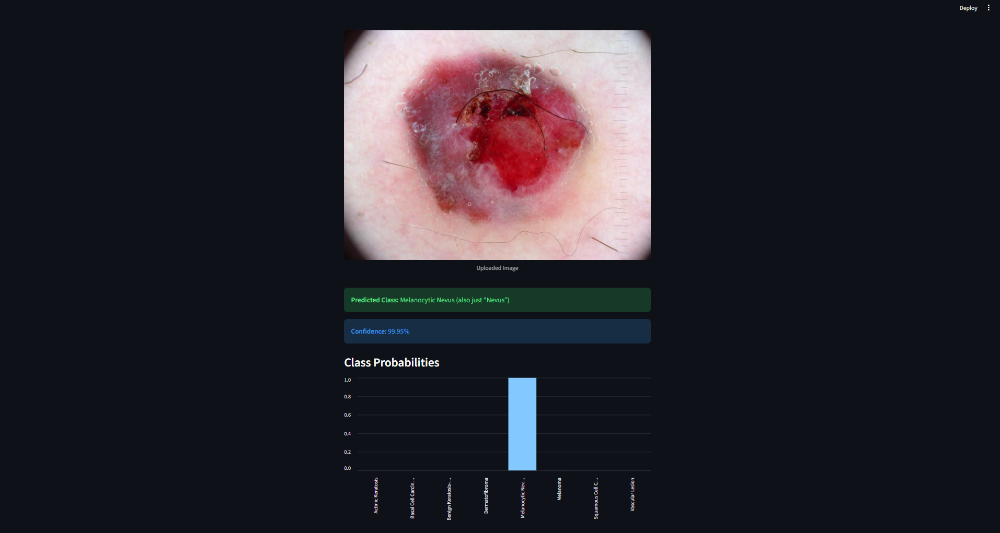 Deploy
Uploaded Image
Predicted Class: Melanocytic Nevus (also just “Nevus”)
Confidence: 99.95%
Class Probabilities
1.0
0.8
0.6
0.4
0.2
0.0
Actinic Keratosis
Basal Cell Carcin…
Benign Keratosis-…
Dermatofibroma
Melanocytic Nev…
Melanoma
Squamous Cell C…
Vascular Lesion